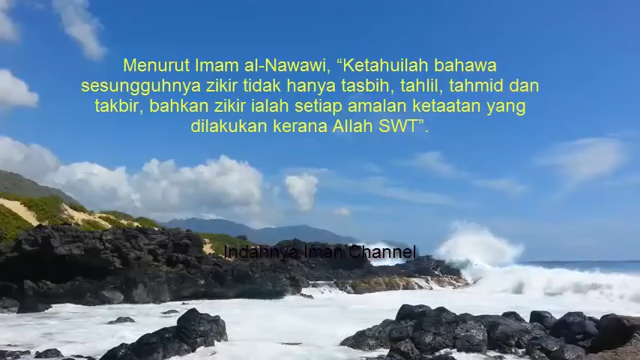 Menurut Imam al-Nawawi, “Ketahuilah bahawa
sesungguhnya zikir tidak hanya tasbih, tahlil, tahmid dan
takbir, bahkan zikir ialah setiap amalan ketaatan yang
dilakukan kerana Allah SWT”.
Indahnya Iman Channel